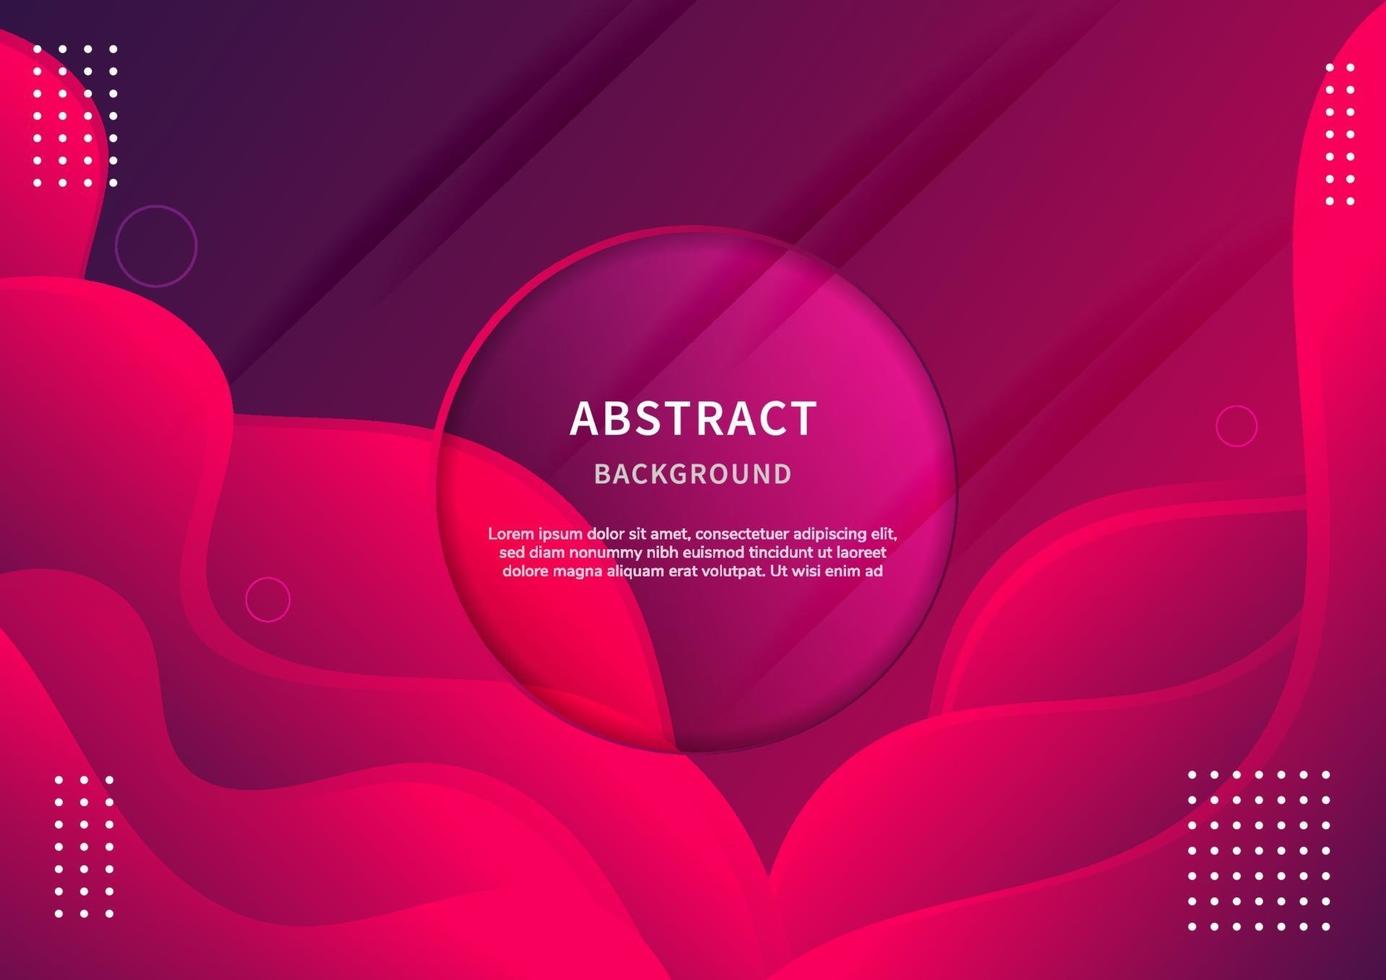 ABSTRACT
BACKGROUND
Lorem ipsum dolor sit amet, consectetuer adipiscing elit,
sed diam nonummy nibh euismod tincidunt ut laoreet
dolore magna aliquam erat volutpat. Ut wisi enim ad